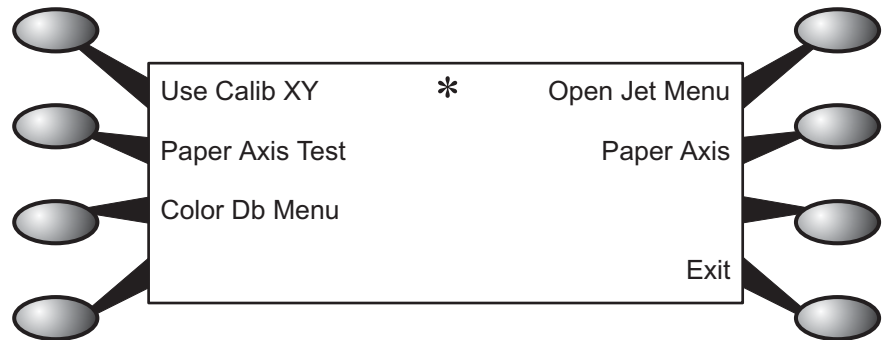 Use Calib XY * Open Jet Menu
Paper Axis Test Paper Axis
Color Db Menu
Exit